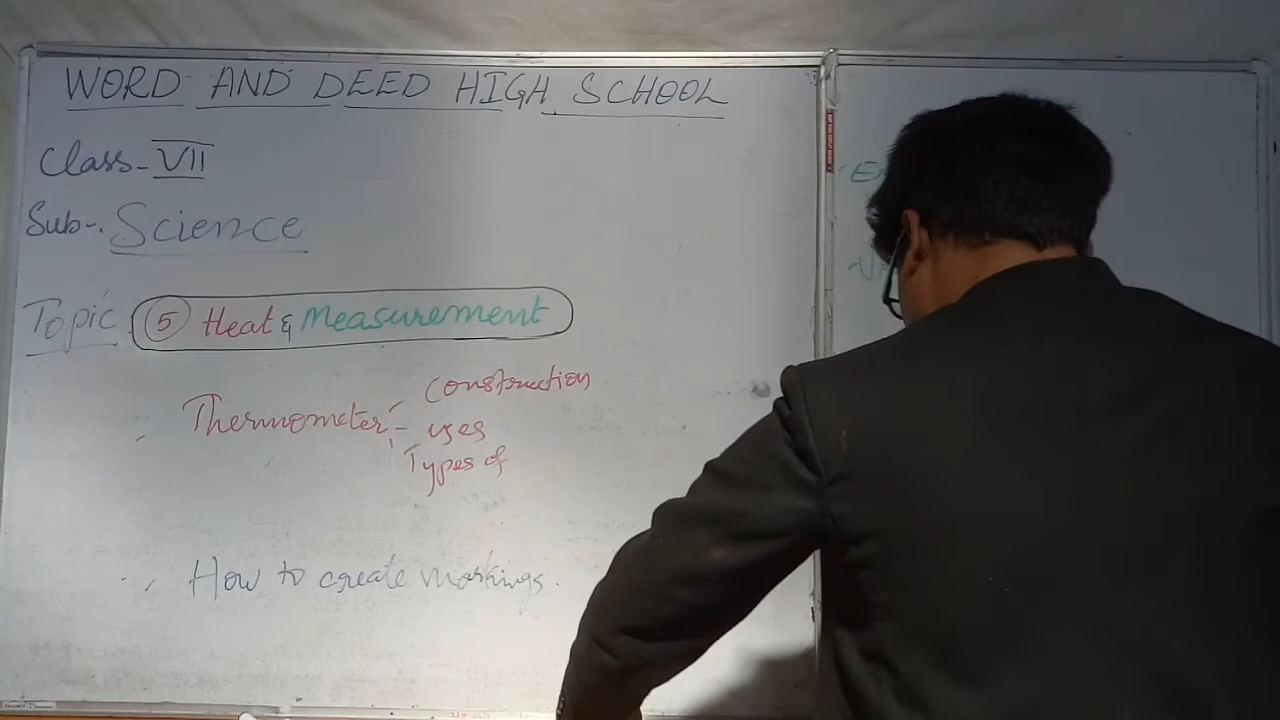 WORD AND DEED HIGH SCHOOL
Class- VII
Sub-. Science
Topic ⑤ Heat & Measurement
Thermometer - Construction
- uses
Types of
How to create markings.